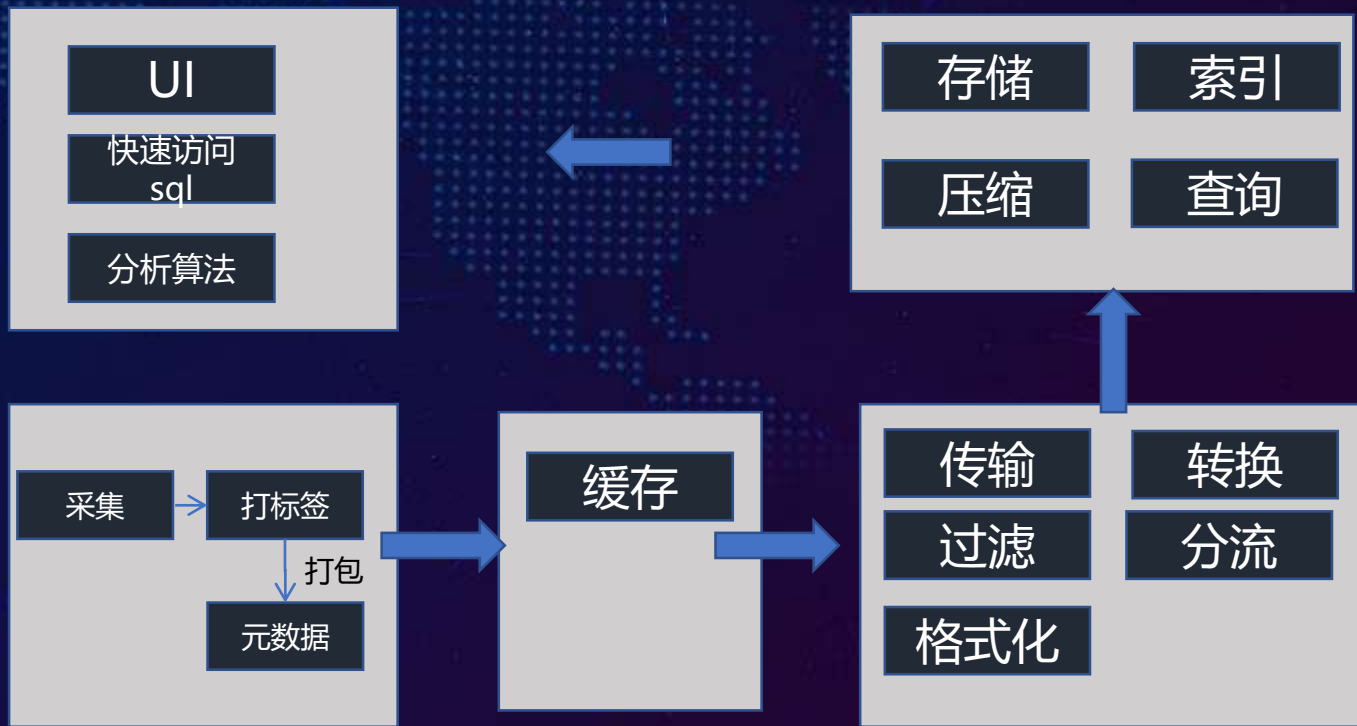 UI
快速访问
sql
分析算法
存储
索引
压缩
查询
采集
打标签
打包
元数据
缓存
传输
转换
过滤
分流
格式化